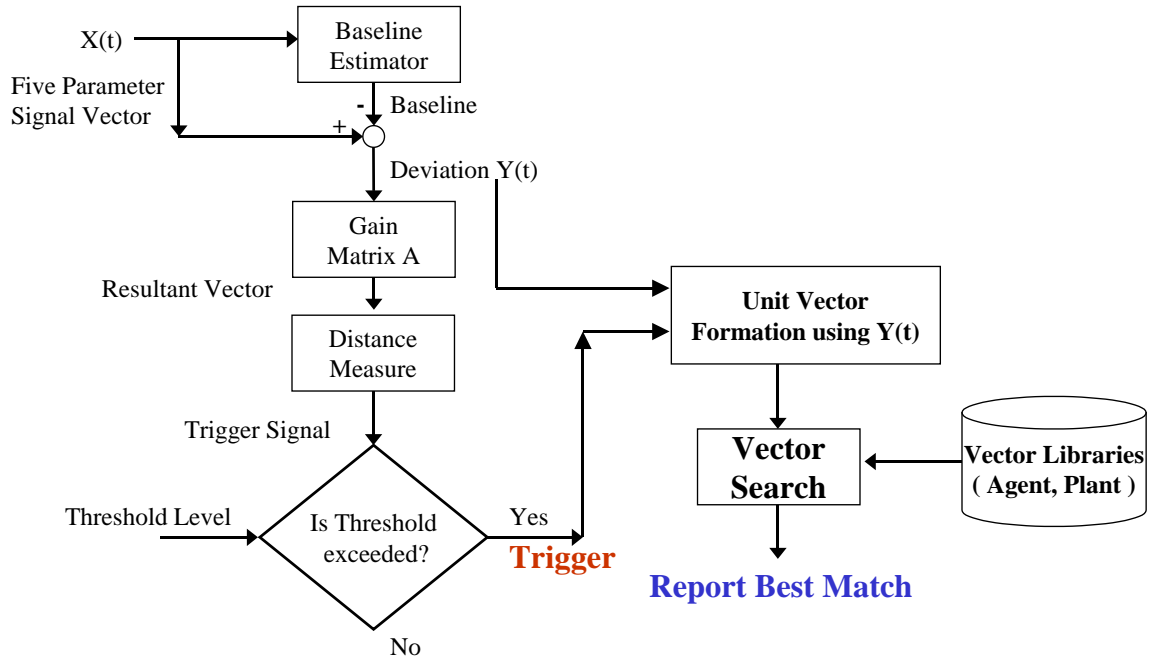 X(t)
Baseline
Estimator
Five Parameter
Signal Vector
-
Baseline
+
Deviation Y(t)
Gain
Matrix A
Resultant Vector
Unit Vector
Formation using Y(t)
Distance
Measure
Trigger Signal
Vector
Search
Vector Libraries
( Agent, Plant )
Threshold Level
Is Threshold
exceeded?
Yes
Trigger
Report Best Match
No